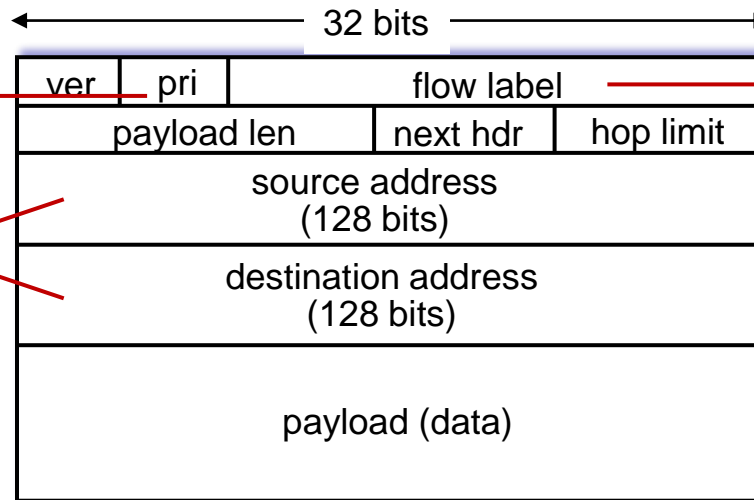 32 bits
ver pri flow label
payload len next hdr hop limit
source address
(128 bits)
destination address
(128 bits)
payload (data)